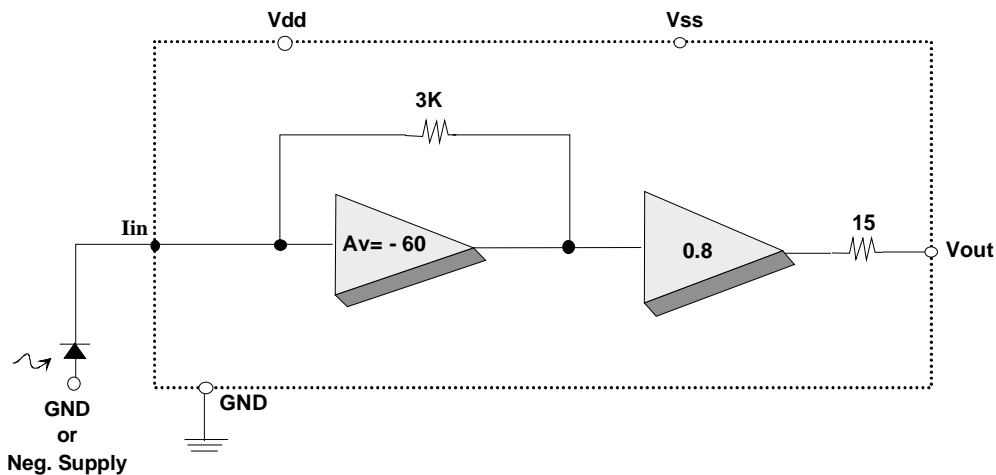 Vdd
Vss
3K
Iin
Av= - 60
0.8
15
Vout
GND
GND
or
Neg. Supply